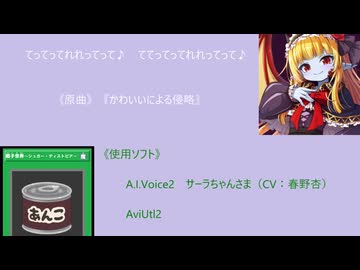 てってってれれってって♪　ててってってれれってって♪
《原曲》『かわいいによる侵略』
《使用ソフト》
A.I.Voice2　サーラちゃんさま（CV：春野杏）
AviUtl2
あんこ